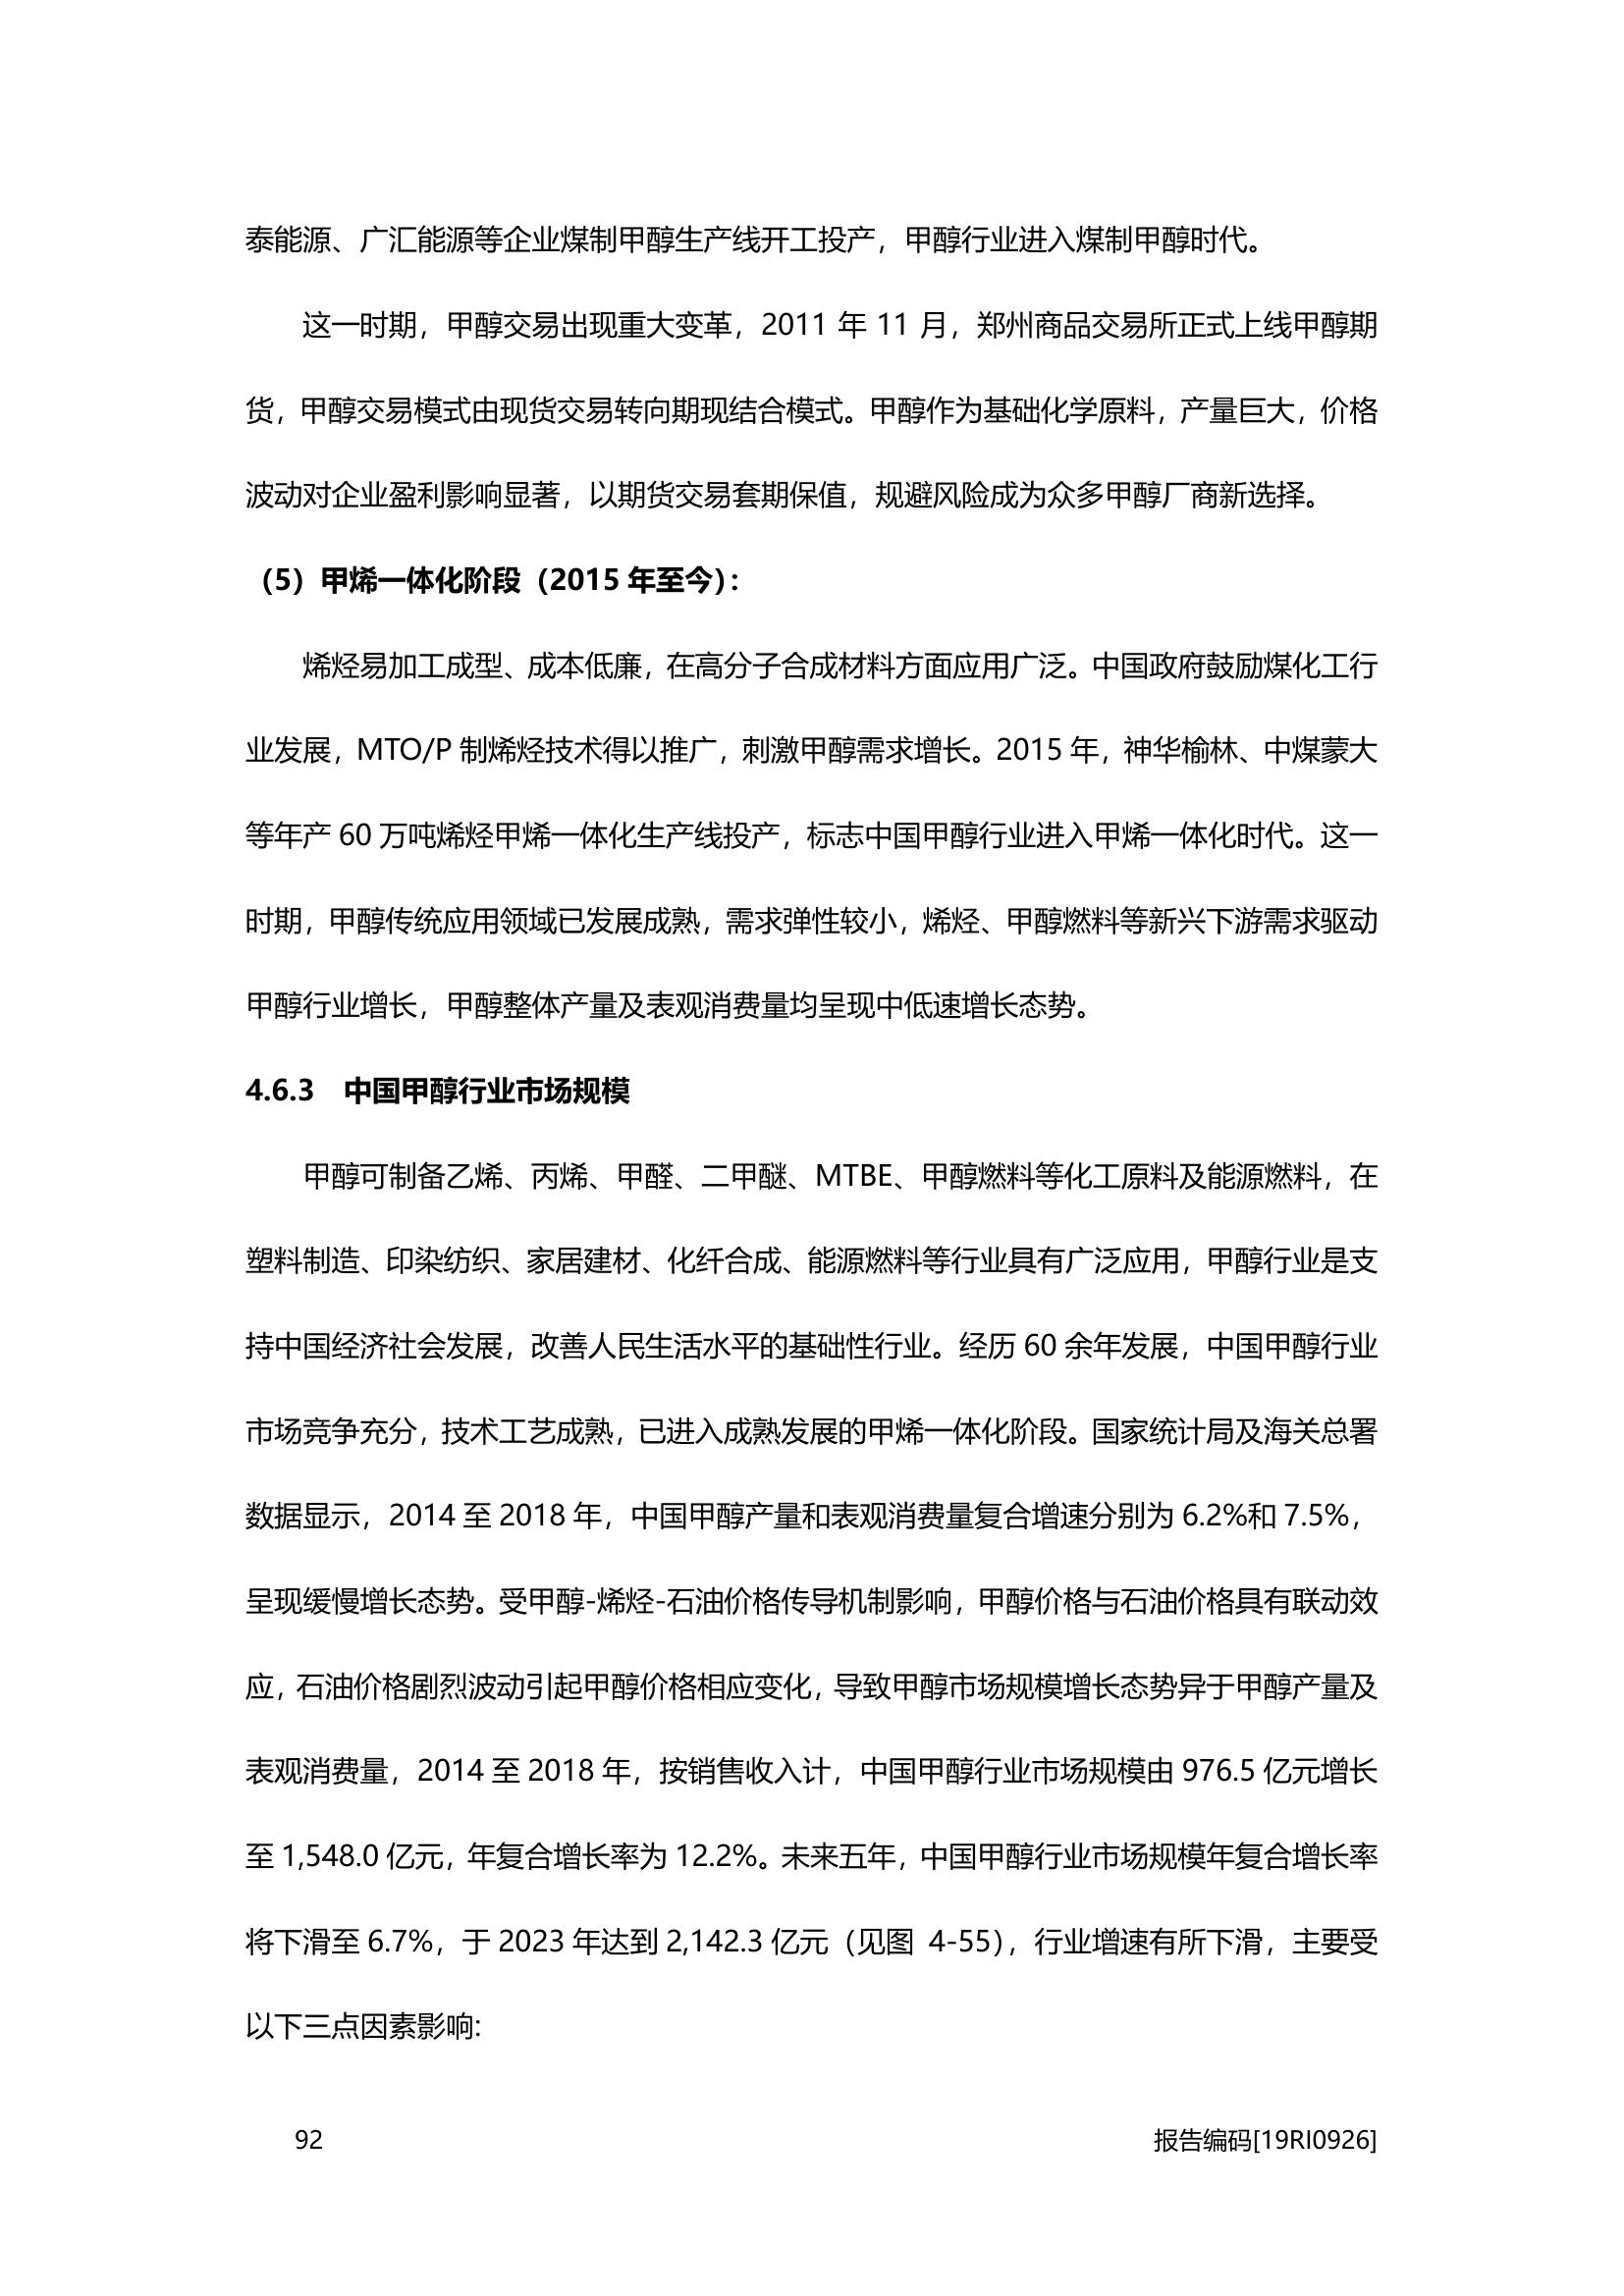 泰能源、广汇能源等企业煤制甲醇生产线开工投产，甲醇行业进入煤制甲醇时代。
这一时期，甲醇交易出现重大变革，2011 年 11 月，郑州商品交易所正式上线甲醇期
货，甲醇交易模式由现货交易转向期现结合模式。甲醇作为基础化学原料，产量巨大，价格
波动对企业盈利影响显著，以期货交易套期保值，规避风险成为众多甲醇厂商新选择。
（5）甲烯一体化阶段（2015 年至今）：
烯烃易加工成型、成本低廉，在高分子合成材料方面应用广泛。中国政府鼓励煤化工行
业发展，MTO/P 制烯烃技术得以推广，刺激甲醇需求增长。2015 年，神华榆林、中煤蒙大
等年产 60 万吨烯烃甲烯一体化生产线投产，标志中国甲醇行业进入甲烯一体化时代。这一
时期，甲醇传统应用领域已发展成熟，需求弹性较小，烯烃、甲醇燃料等新兴下游需求驱动
甲醇行业增长，甲醇整体产量及表观消费量均呈现中低速增长态势。
4.6.3 中国甲醇行业市场规模
甲醇可制备乙烯、丙烯、甲醛、二甲醚、MTBE、甲醇燃料等化工原料及能源燃料，在
塑料制造、印染纺织、家居建材、化纤合成、能源燃料等行业具有广泛应用，甲醇行业是支
持中国经济社会发展，改善人民生活水平的基础性行业。经历 60 余年发展，中国甲醇行业
市场竞争充分，技术工艺成熟，已进入成熟发展的甲烯一体化阶段。国家统计局及海关总署
数据显示，2014 至 2018 年，中国甲醇产量和表观消费量复合增速分别为 6.2%和 7.5%，
呈现缓慢增长态势。受甲醇-烯烃-石油价格传导机制影响，甲醇价格与石油价格具有联动效
应，石油价格剧烈波动引起甲醇价格相应变化，导致甲醇市场规模增长态势异于甲醇产量及
表观消费量，2014 至 2018 年，按销售收入计，中国甲醇行业市场规模由 976.5 亿元增长
至 1,548.0 亿元，年复合增长率为 12.2%。未来五年，中国甲醇行业市场规模年复合增长率
将下滑至 6.7%，于 2023 年达到 2,142.3 亿元（见图 4-55），行业增速有所下滑，主要受
以下三点因素影响:
92 报告编码[19RI0926]